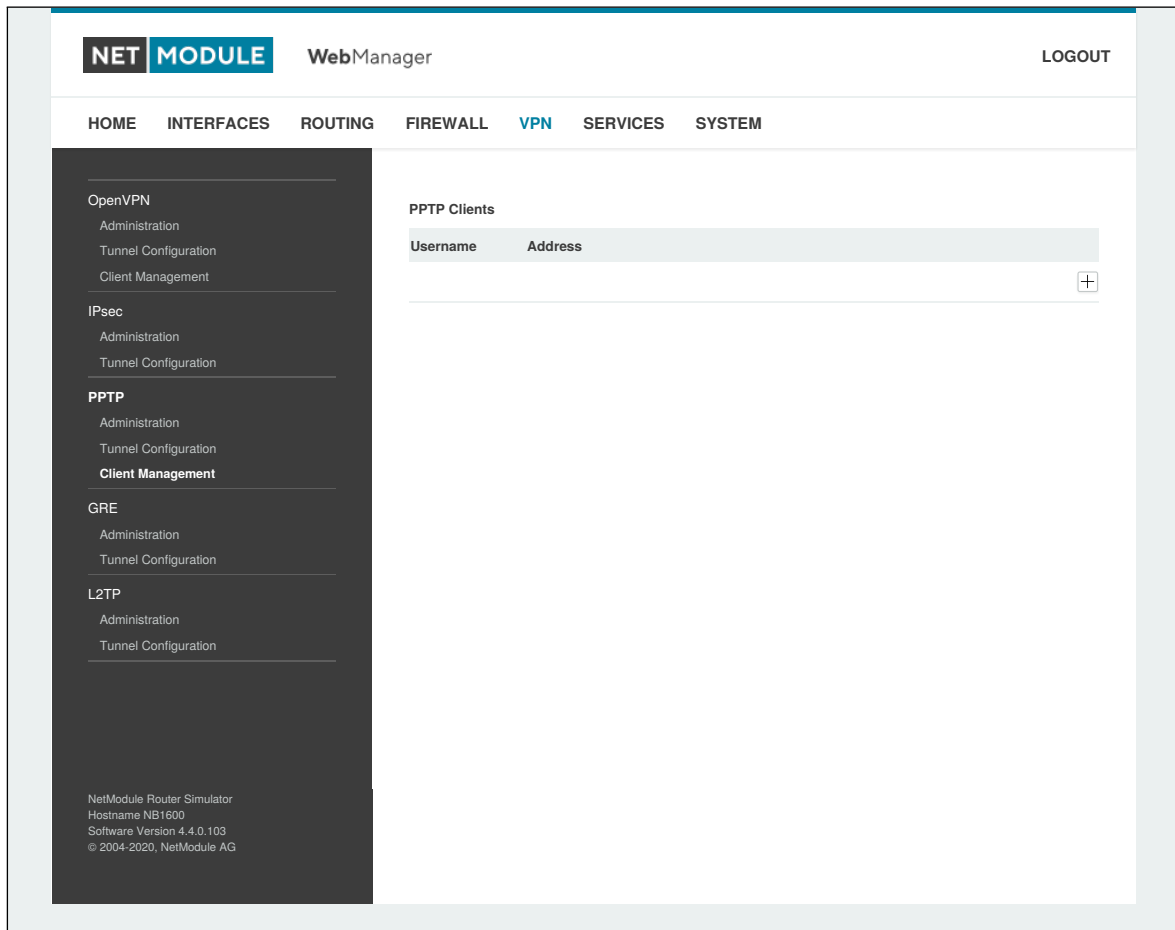 NET MODULE WebManager LOGOUT
HOME INTERFACES ROUTING FIREWALL VPN SERVICES SYSTEM
OpenVPN
Administration
Tunnel Configuration
Client Management
IPsec
Administration
Tunnel Configuration
PPTP
Administration
Tunnel Configuration
Client Management
GRE
Administration
Tunnel Configuration
L2TP
Administration
Tunnel Configuration
NetModule Router Simulator
Hostname NB1600
Software Version 4.4.0.103
© 2004-2020, NetModule AG
PPTP Clients
Username Address